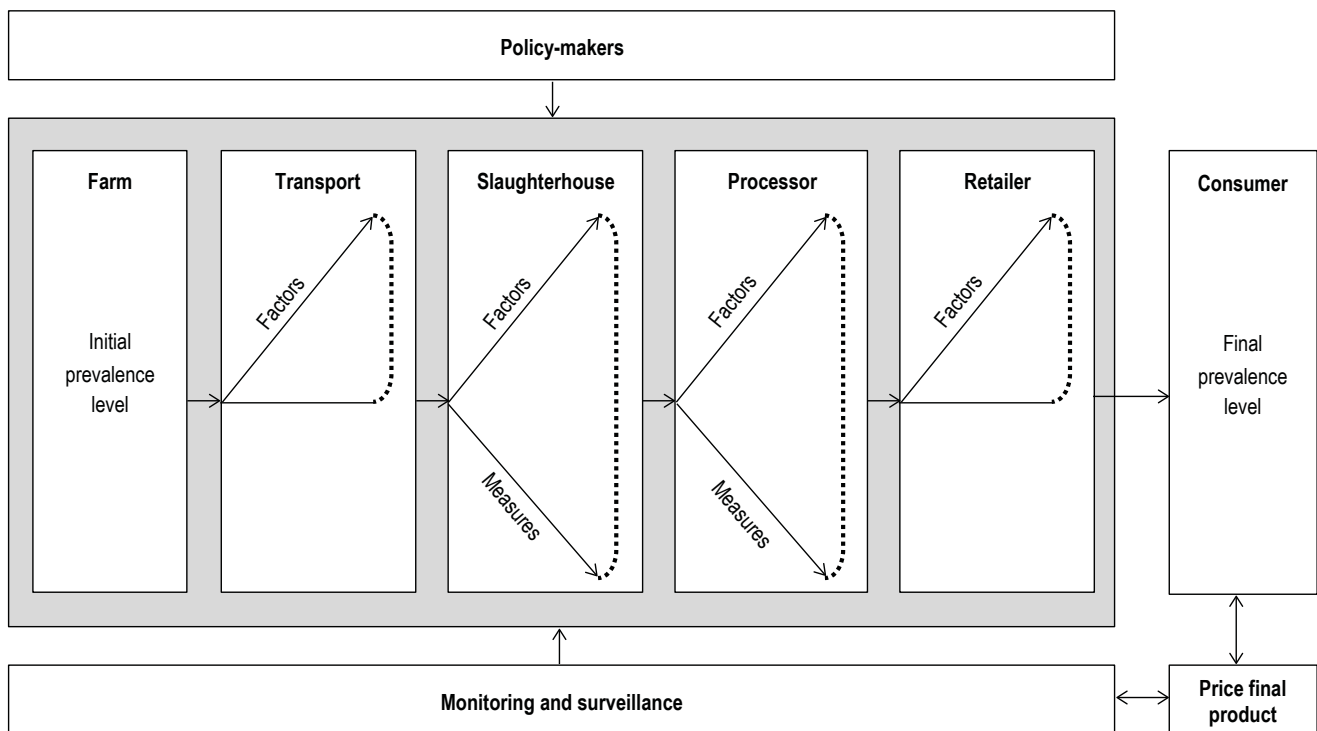 Policy-makers
Farm
Transport
Slaughterhouse
Processor
Retailer
Consumer
Factors
Factors
Factors
Factors
Initial
prevalence
level
Final
prevalence
level
Measures
Measures
Monitoring and surveillance
Price final
product